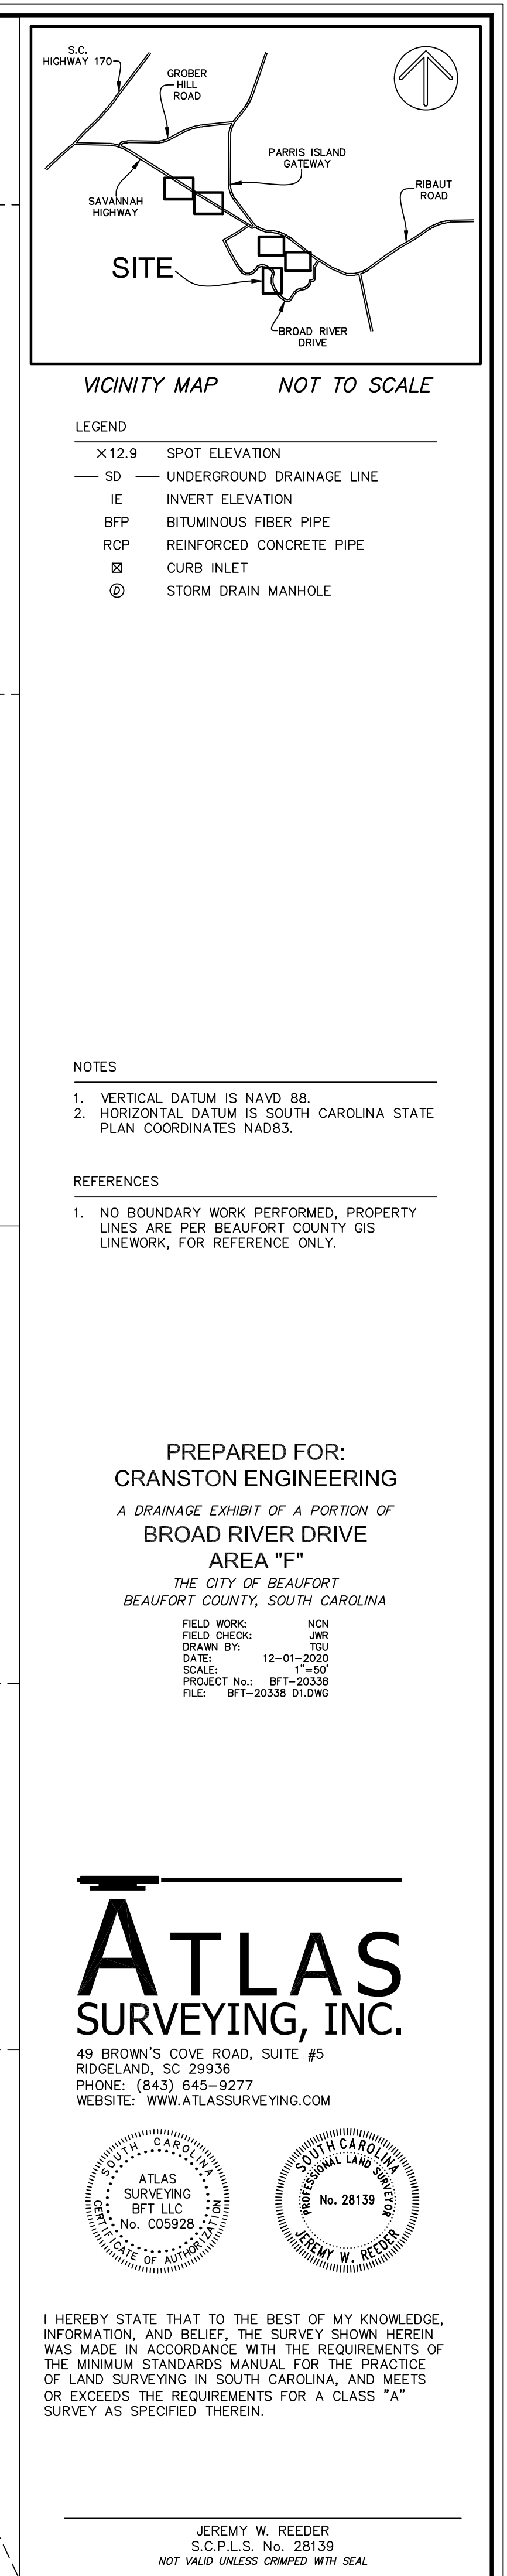 S.C.
HIGHWAY 170
GROBER
HILL
ROAD
PARRIS ISLAND
GATEWAY
RIBAUT
ROAD
SAVANNAH
HIGHWAY
SITE
BROAD RIVER
DRIVE
VICINITY MAP NOT TO SCALE
LEGEND
×12.9 SPOT ELEVATION
SD UNDERGROUND DRAINAGE LINE
IE INVERT ELEVATION
BFP BITUMINOUS FIBER PIPE
RCP REINFORCED CONCRETE PIPE
CURB INLET
D STORM DRAIN MANHOLE
NOTES
1. VERTICAL DATUM IS NAVD 88.
2. HORIZONTAL DATUM IS SOUTH CAROLINA STATE
PLAN COORDINATES NAD83.
REFERENCES
1. NO BOUNDARY WORK PERFORMED, PROPERTY
LINES ARE PER BEAUFORT COUNTY GIS
LINEWORK, FOR REFERENCE ONLY.
PREPARED FOR:
CRANSTON ENGINEERING
A DRAINAGE EXHIBIT OF A PORTION OF
BROAD RIVER DRIVE
AREA "F"
THE CITY OF BEAUFORT
BEAUFORT COUNTY, SOUTH CAROLINA
FIELD WORK: NCN
FIELD CHECK: JWR
DRAWN BY: TGU
DATE: 12-01-2020
SCALE: 1"=50'
PROJECT No.: BFT-20338
FILE: BFT-20338 D1.DWG
ATLAS
SURVEYING, INC.
49 BROWN'S COVE ROAD, SUITE #5
RIDGELAND, SC 29936
PHONE: (843) 645-9277
WEBSITE: WWW.ATLASSURVEYING.COM
SOUTH CAROLINA
ATLAS
SURVEYING
BFT LLC
No. C05928
CERTIFICATE OF AUTHORIZATION
SOUTH CAROLINA
PROFESSIONAL LAND SURVEYOR
No. 28139
JEREMY W. REEDER
I HEREBY STATE THAT TO THE BEST OF MY KNOWLEDGE,
INFORMATION, AND BELIEF, THE SURVEY SHOWN HEREIN
WAS MADE IN ACCORDANCE WITH THE REQUIREMENTS OF
THE MINIMUM STANDARDS MANUAL FOR THE PRACTICE
OF LAND SURVEYING IN SOUTH CAROLINA, AND MEETS
OR EXCEEDS THE REQUIREMENTS FOR A CLASS "A"
SURVEY AS SPECIFIED THEREIN.
JEREMY W. REEDER
S.C.P.L.S. No. 28139
NOT VALID UNLESS CRIMPED WITH SEAL